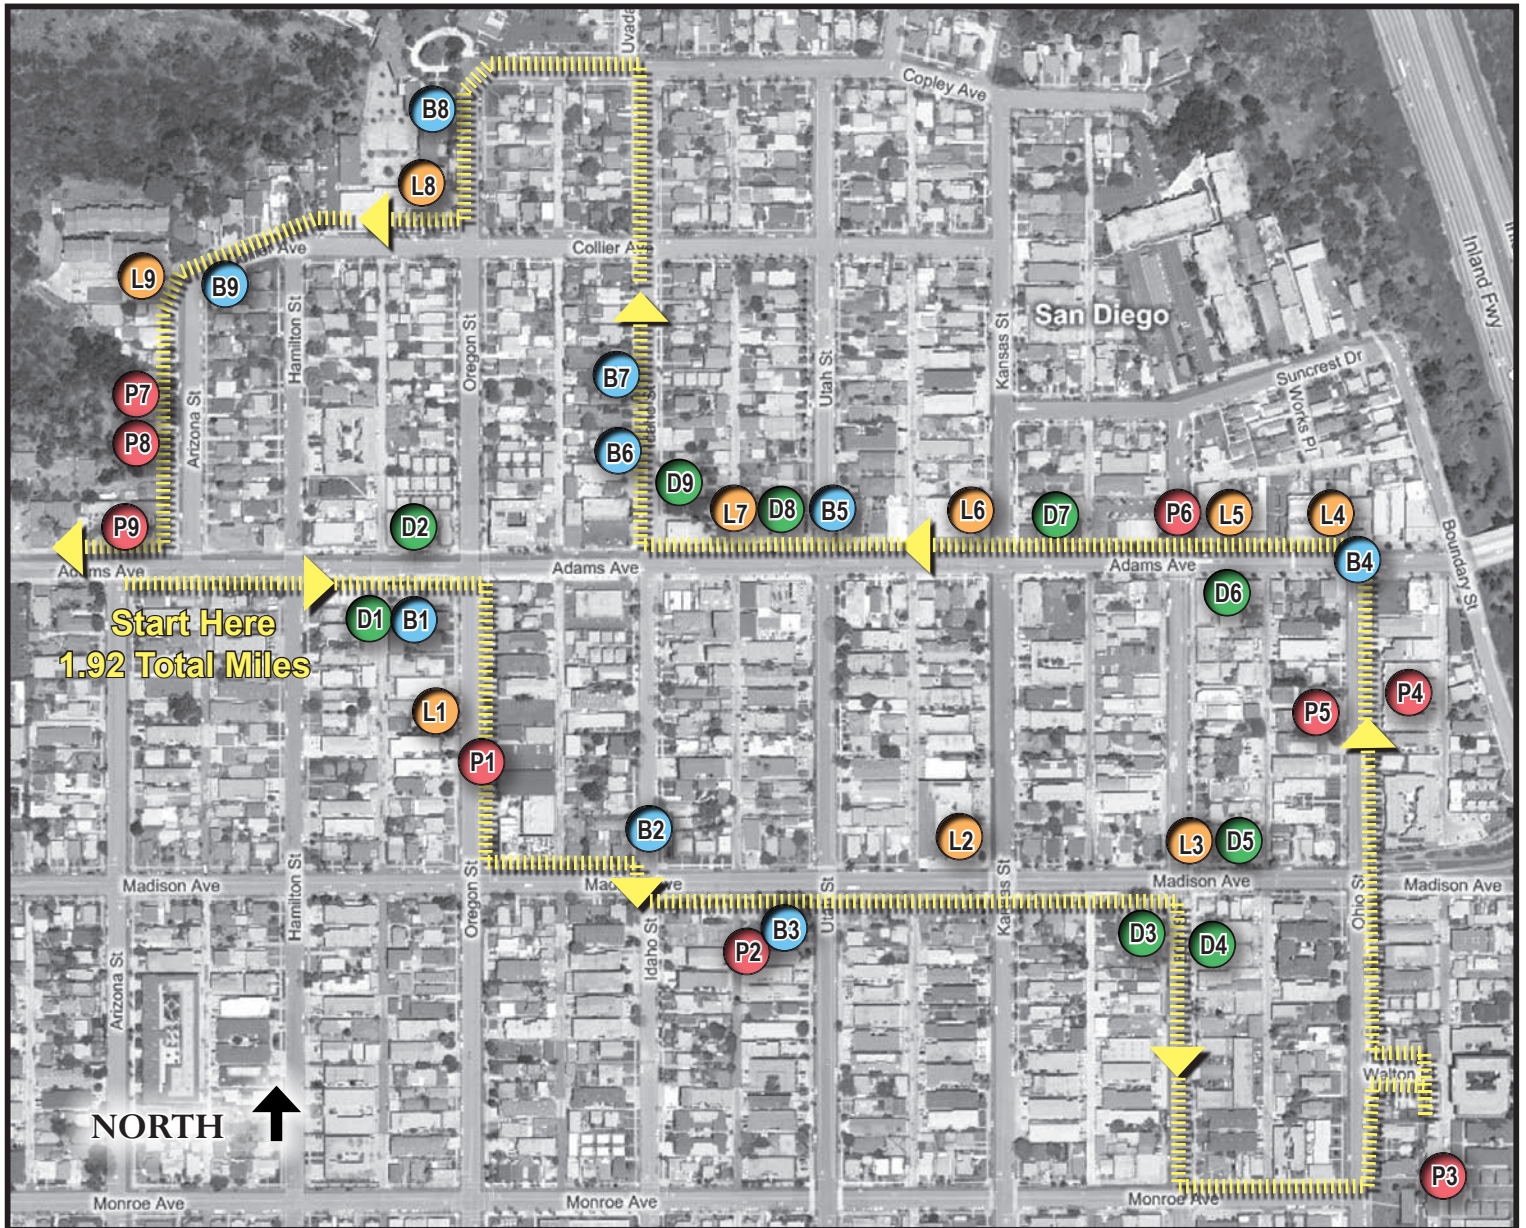 Uvada
Copley Ave
B8
L8
Collier Ave
Collier Ave
L9
B9
San Diego
Inland Fwy
Hamilton St
Oregon St
Utah St
Kansas St
Suncrest Dr
Works Pl
Arizona St
B7
P7
P8
B6
D9
L7
D8
B5
L6
D7
P6
L5
L4
P9
D2
Boundary St
Adams Ave
Adams Ave
Adams Ave
B4
D6
Start Here
1.92 Total Miles
D1
B1
L1
P1
P5
P4
B2
L2
L3
D5
Madison Ave
Madison Ave
Madison Ave
Hamilton St
Oregon St
Utah St
Kansas St
Ohio St
Idaho St
Arizona St
P2
B3
D3
D4
Walton
NORTH
P3
Monroe Ave
Monroe Ave
Monroe Ave